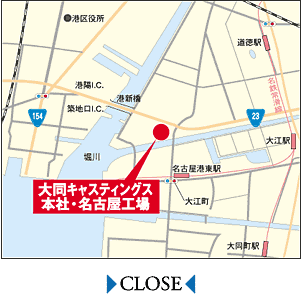 港区役所
道徳駅
名鉄常滑線
港陽I.C.
港新橋
築地口I.C.
154
23
堀川
大江駅
名古屋港東駅
大同キャスティングス
本社・名古屋工場
大江町
大同町駅
CLOSE